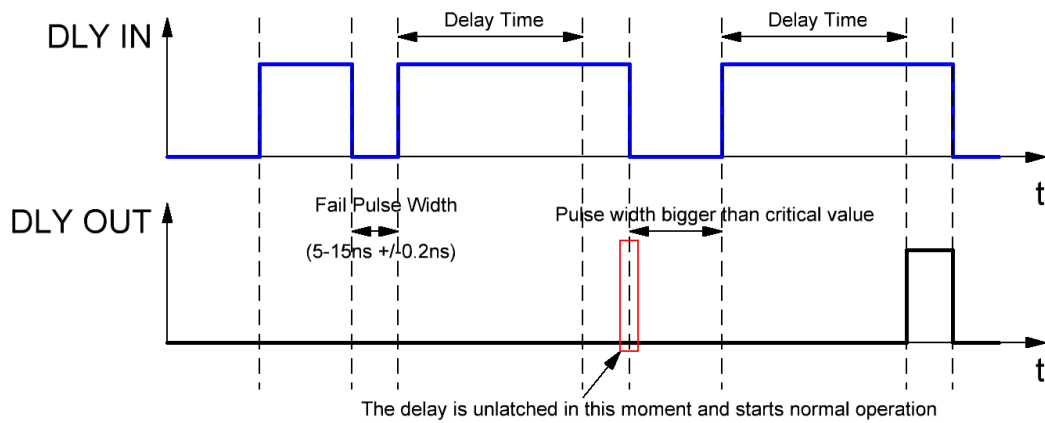 Delay Time
Delay Time
DLY IN
t
DLY OUT
Fail Pulse Width
(5-15ns +/-0.2ns)
Pulse width bigger than critical value
t
The delay is unlatched in this moment and starts normal operation